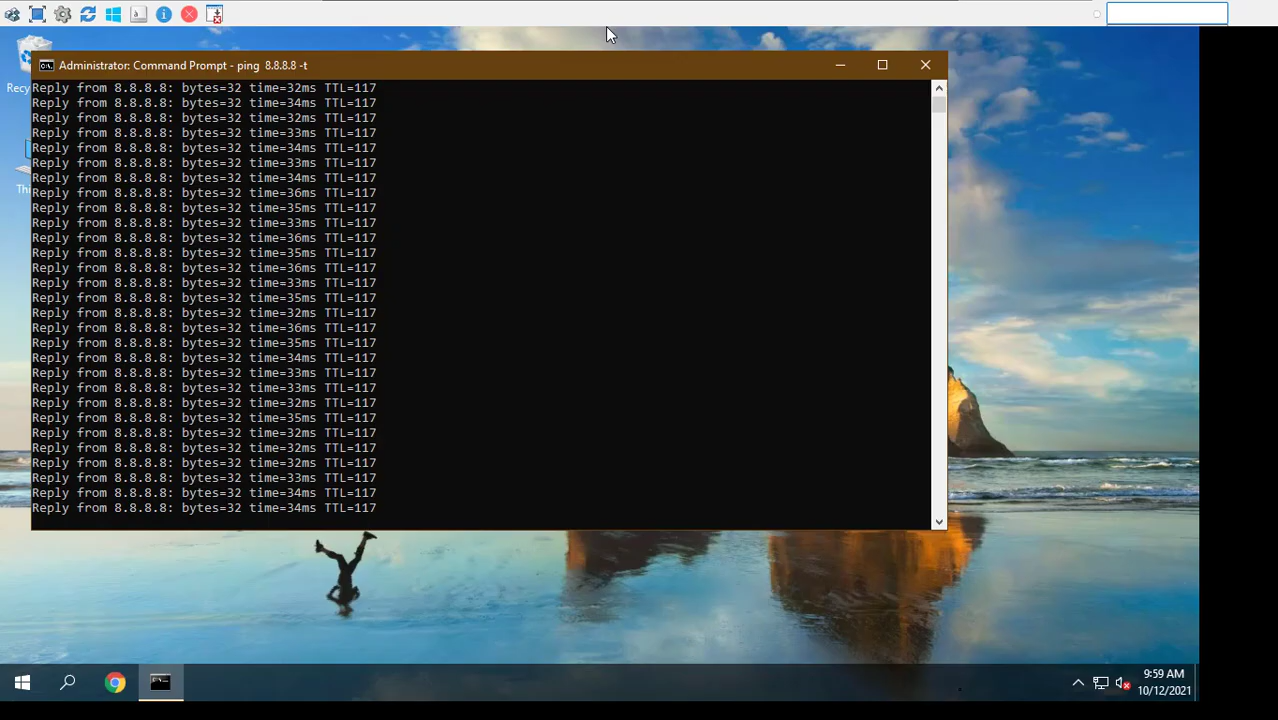 Administrator: Command Prompt - ping  8.8.8.8 -t
Recy
Thi
Reply from 8.8.8.8: bytes=32 time=32ms TTL=117
Reply from 8.8.8.8: bytes=32 time=34ms TTL=117
Reply from 8.8.8.8: bytes=32 time=32ms TTL=117
Reply from 8.8.8.8: bytes=32 time=33ms TTL=117
Reply from 8.8.8.8: bytes=32 time=34ms TTL=117
Reply from 8.8.8.8: bytes=32 time=33ms TTL=117
Reply from 8.8.8.8: bytes=32 time=34ms TTL=117
Reply from 8.8.8.8: bytes=32 time=36ms TTL=117
Reply from 8.8.8.8: bytes=32 time=35ms TTL=117
Reply from 8.8.8.8: bytes=32 time=33ms TTL=117
Reply from 8.8.8.8: bytes=32 time=36ms TTL=117
Reply from 8.8.8.8: bytes=32 time=35ms TTL=117
Reply from 8.8.8.8: bytes=32 time=36ms TTL=117
Reply from 8.8.8.8: bytes=32 time=33ms TTL=117
Reply from 8.8.8.8: bytes=32 time=35ms TTL=117
Reply from 8.8.8.8: bytes=32 time=32ms TTL=117
Reply from 8.8.8.8: bytes=32 time=36ms TTL=117
Reply from 8.8.8.8: bytes=32 time=35ms TTL=117
Reply from 8.8.8.8: bytes=32 time=34ms TTL=117
Reply from 8.8.8.8: bytes=32 time=33ms TTL=117
Reply from 8.8.8.8: bytes=32 time=33ms TTL=117
Reply from 8.8.8.8: bytes=32 time=32ms TTL=117
Reply from 8.8.8.8: bytes=32 time=35ms TTL=117
Reply from 8.8.8.8: bytes=32 time=32ms TTL=117
Reply from 8.8.8.8: bytes=32 time=32ms TTL=117
Reply from 8.8.8.8: bytes=32 time=32ms TTL=117
Reply from 8.8.8.8: bytes=32 time=33ms TTL=117
Reply from 8.8.8.8: bytes=32 time=34ms TTL=117
Reply from 8.8.8.8: bytes=32 time=34ms TTL=117
9:59 AM
10/12/2021